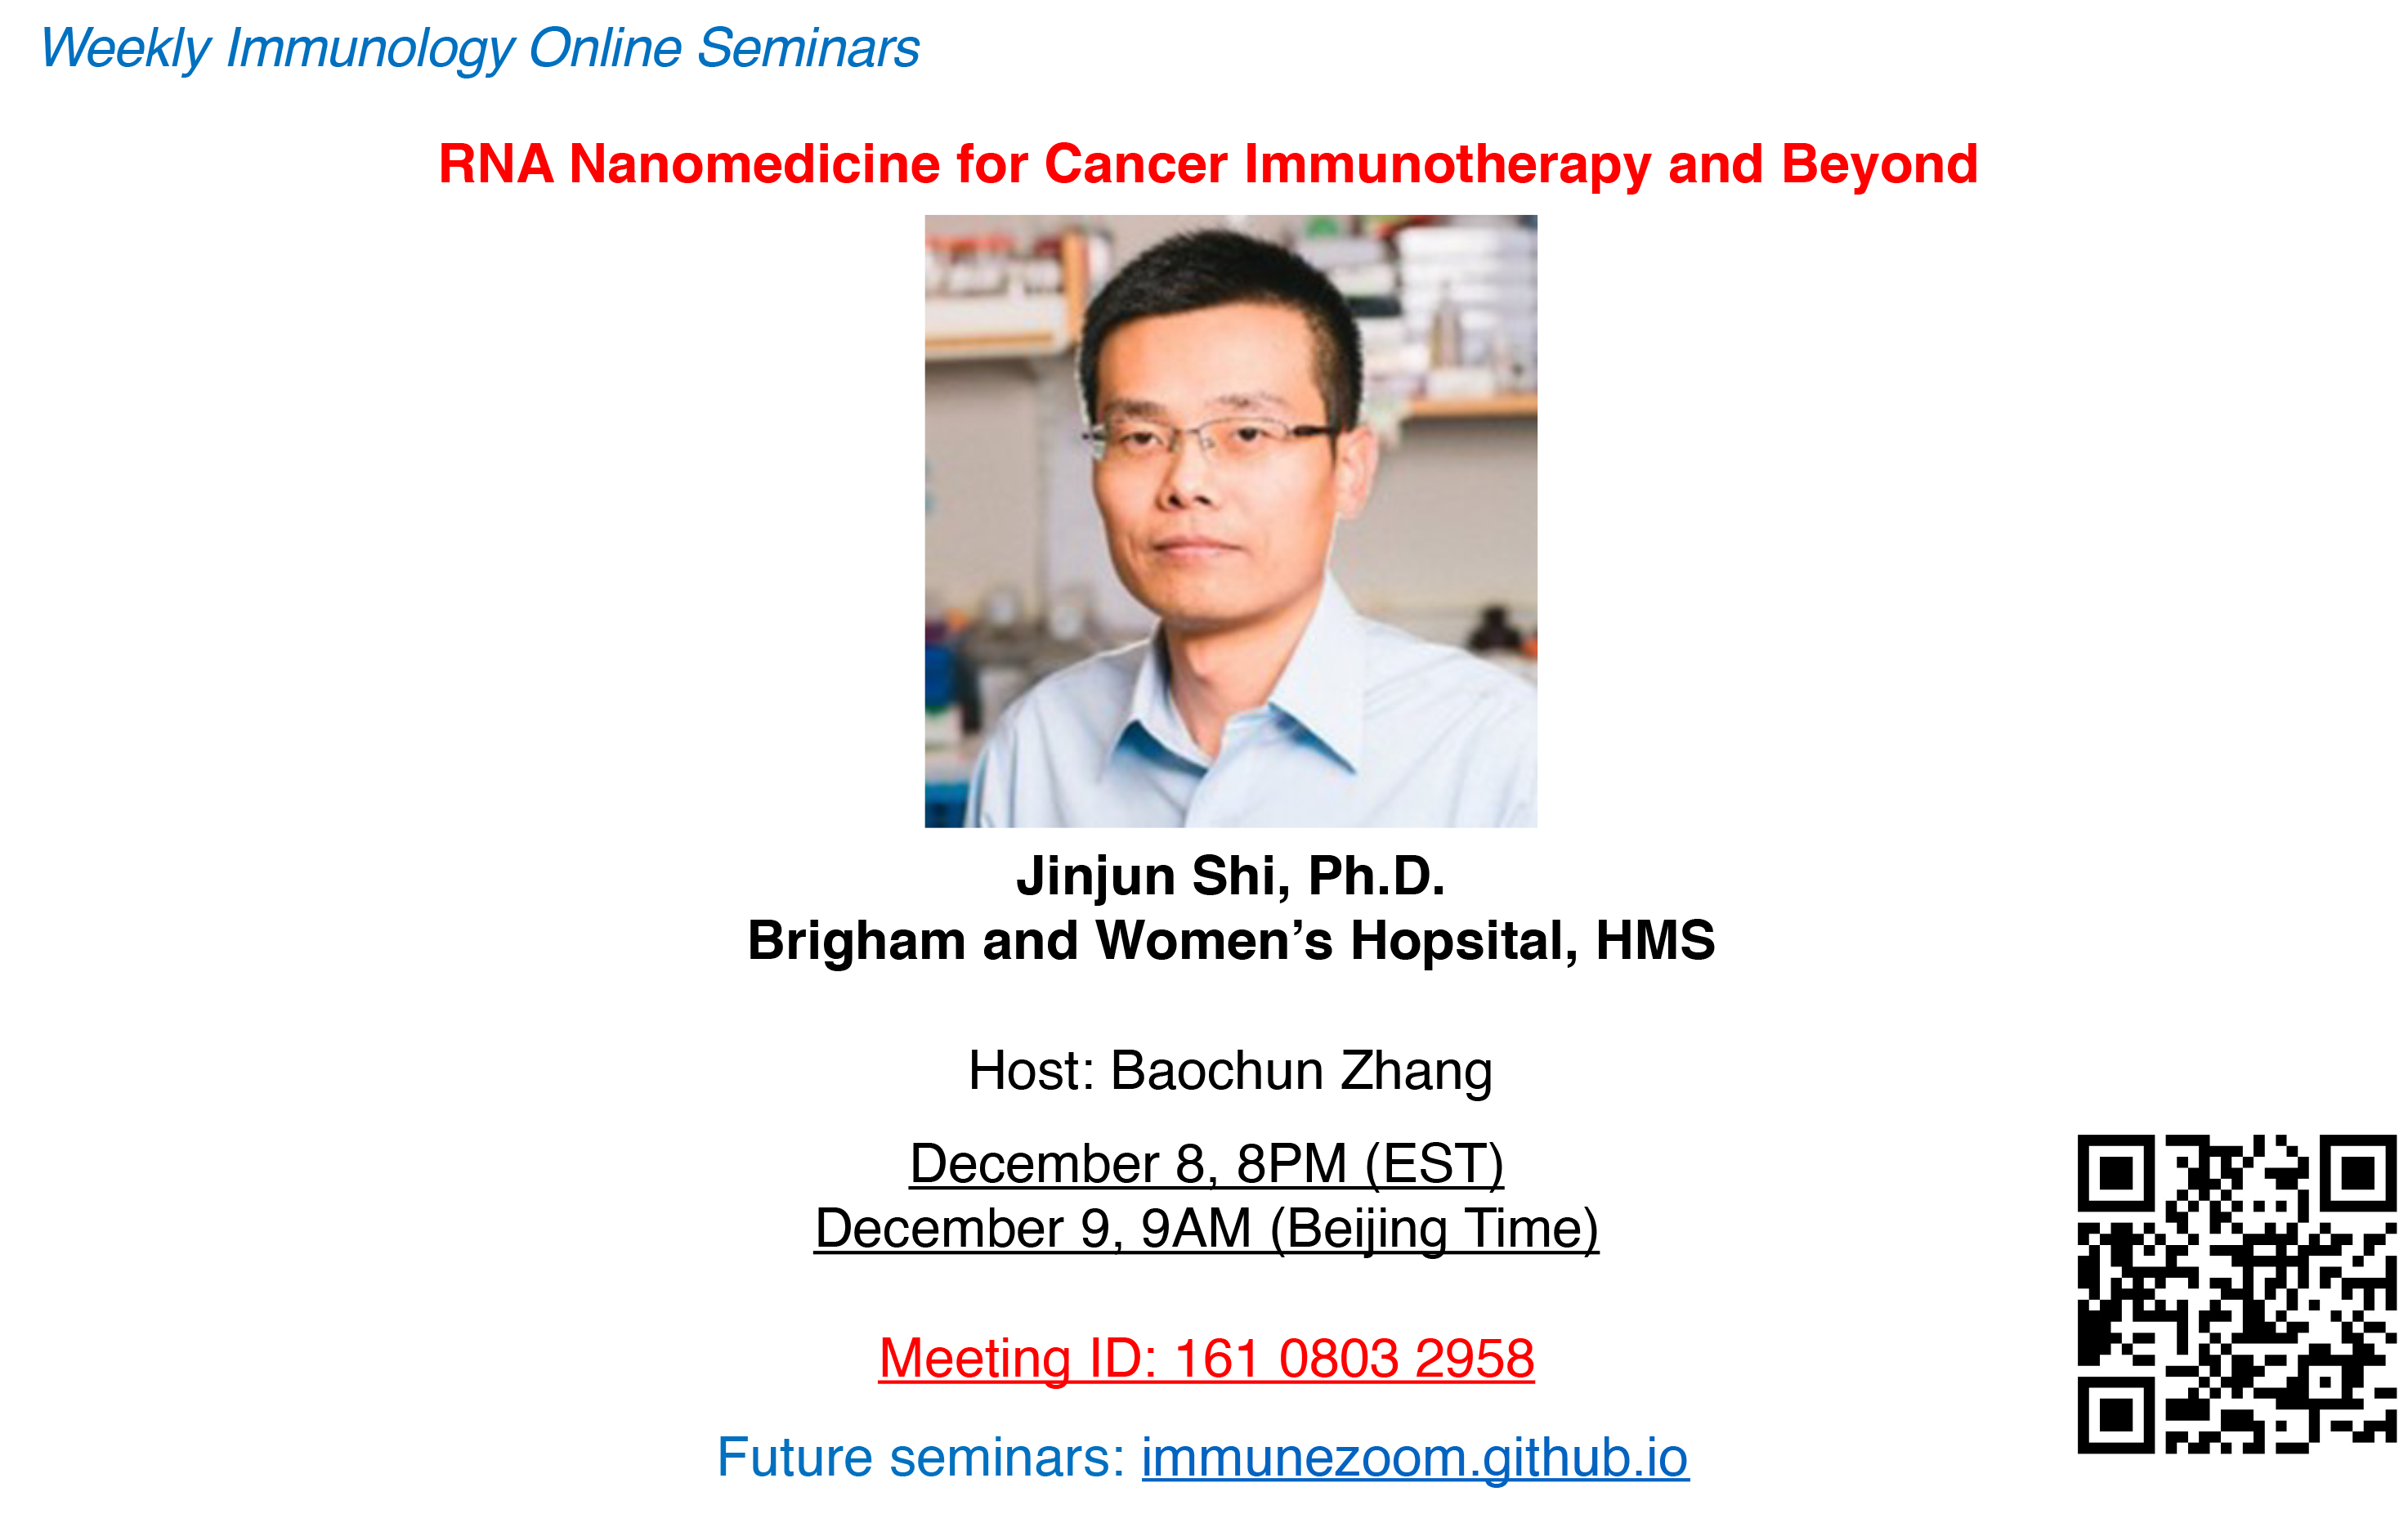 Weekly Immunology Online Seminars
RNA Nanomedicine for Cancer Immunotherapy and Beyond
Jinjun Shi, Ph.D.
Brigham and Women’s Hopsital, HMS
Host: Baochun Zhang
December 8, 8PM (EST)
December 9, 9AM (Beijing Time)
Meeting ID: 161 0803 2958
Future seminars: immunezoom.github.io